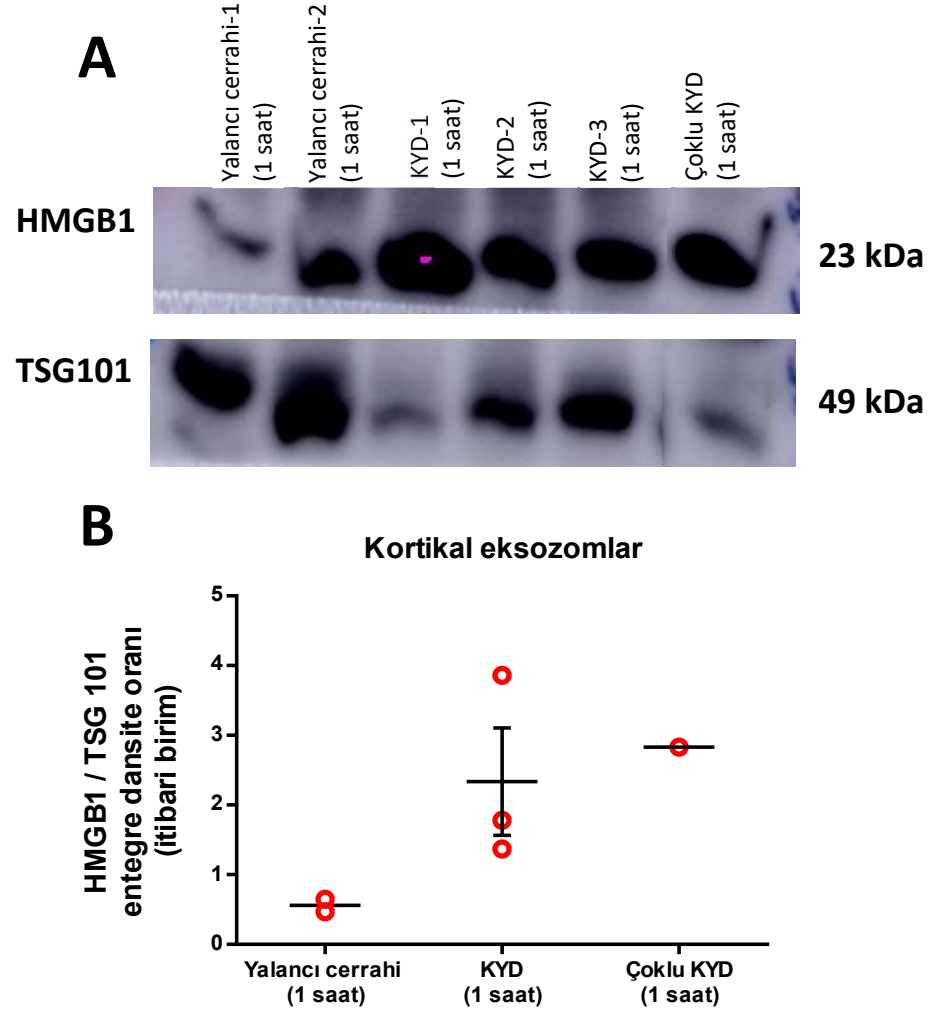 A
Yalancı cerrahi-1
(1 saat)
Yalancı cerrahi-2
(1 saat)
KYD-1
(1 saat)
KYD-2
(1 saat)
KYD-3
(1 saat)
Çoklu KYD
(1 saat)
HMGB1
23 kDa
TSG101
49 kDa
B
Kortikal eksozomlar
HMGB1 / TSG 101
entegre dansite oranı
(itibari birim)
5
4
3
2
1
0
Yalancı cerrahi
(1 saat)
KYD
(1 saat)
Çoklu KYD
(1 saat)